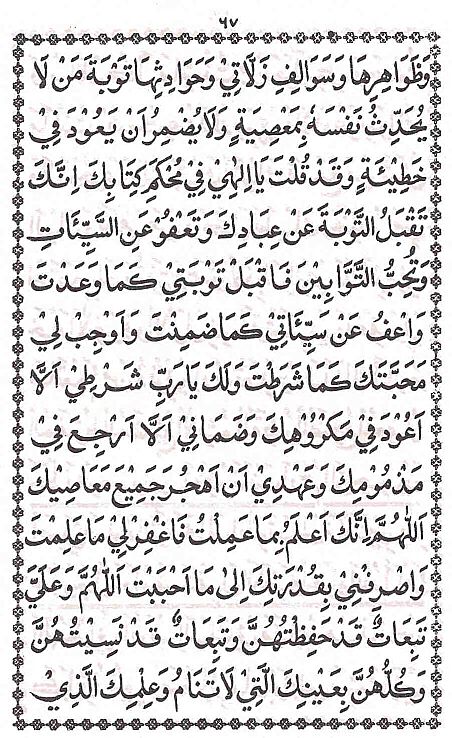 ٦٧
وَظَوَاهِرِهَا وَسَوَالِفِ زَلَّاتِيْ وَحَوَادِثِهَا تَوْبَةَ مَنْ لَا
يُحَدِّثُ نَفْسَهٗ بِمَعْصِيَةٍ وَلَا يُضْمِرُ اَنْ يَعُوْدَ فِيْ
خَطِيْئَةٍ وَقَدْ قُلْتَ يَا اِلٰهِيْ فِيْ مُحْكَمِ كِتَابِكَ اِنَّكَ
تَقْبَلُ التَّوْبَةَ عَنْ عِبَادِكَ وَتَعْفُوْ عَنِ السَّيِّئَاتِ
وَتُحِبُّ التَّوَّابِيْنَ فَاقْبَلْ تَوْبَتِيْ كَمَا وَعَدْتَ
وَاعْفُ عَنْ سَيِّئَاتِيْ كَمَا ضَمِنْتَ وَاَوْجِبْ لِيْ
مَحَبَّتَكَ كَمَا شَرَطْتَ وَلَكَ يَا رَبِّ شَرْطِيْ اَلَّا
اَعُوْدَ فِيْ مَكْرُوْهِكَ وَضَمَانِيْ اَلَّا اَرْجِعَ فِيْ
مَذْمُوْمِكَ وَعَهْدِيْ اَنْ اَهْجُرَ جَمِيْعَ مَعَاصِيْكَ
اَللّٰهُمَّ اِنَّكَ اَعْلَمُ بِمَا عَمِلْتُ فَاغْفِرْ لِيْ مَا عَلِمْتَ
وَاصْرِفْنِيْ بِقُدْرَتِكَ اِلٰى مَا اَحْبَبْتَ اَللّٰهُمَّ وَعَلَيَّ
تَبِعَاتٌ قَدْ حَفِظْتُهُنَّ وَتَبِعَاتٌ قَدْ نَسِيْتُهُنَّ
وَكُلُّهُنَّ بِعَيْنِكَ الَّتِيْ لَا تَنَامُ وَعِلْمِكَ الَّذِيْ